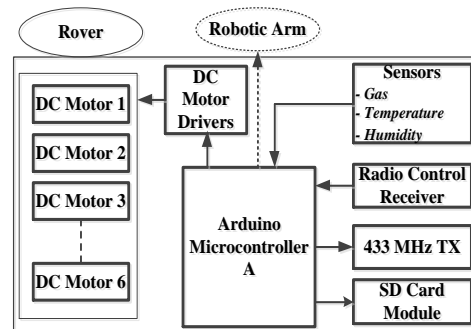 Rover
Robotic Arm
DC Motor 1
DC Motor 2
DC Motor 3
DC Motor 6
DC
Motor
Drivers
Sensors
- Gas
- Temperature
- Humidity
Arduino
Microcontroller
A
Radio Control
Receiver
433 MHz TX
SD Card
Module